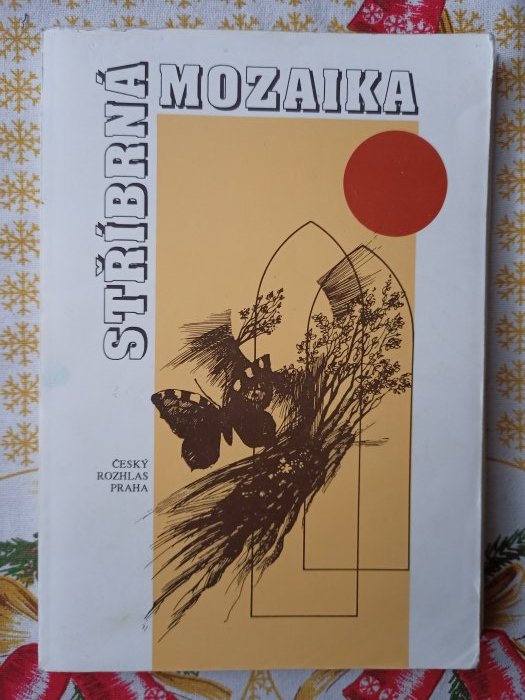 STŘÍBRNÁ
MOZAIKA
ČESKÝ
ROZHLAS
PRAHA